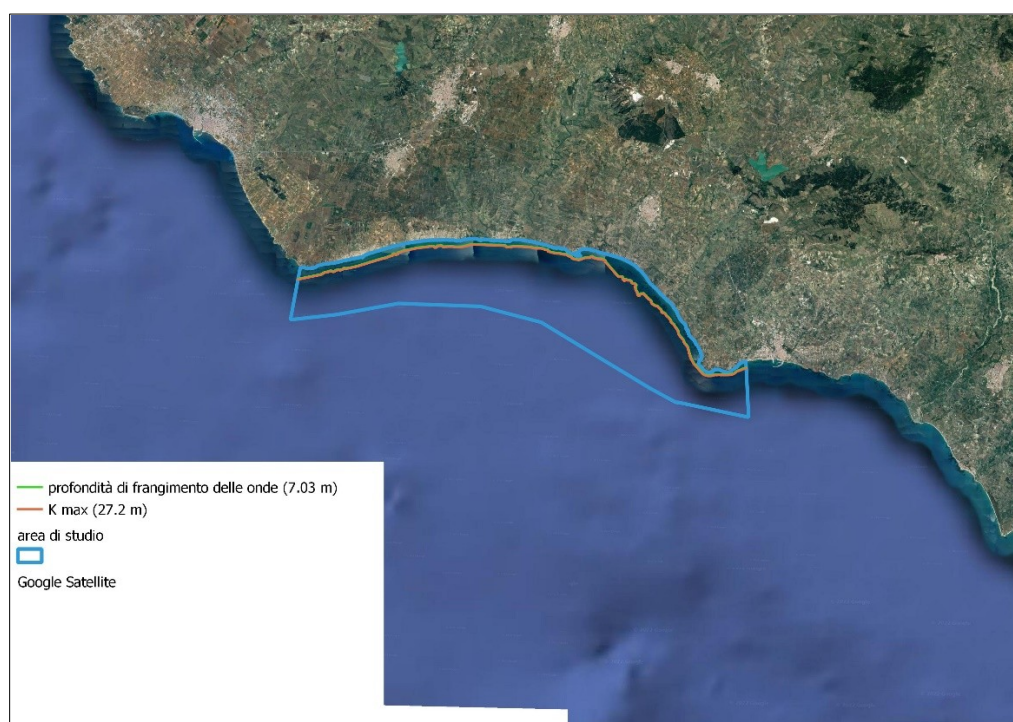 profondità di frangimento delle onde (7.03 m)
K max (27.2 m)
area di studio
Google Satellite